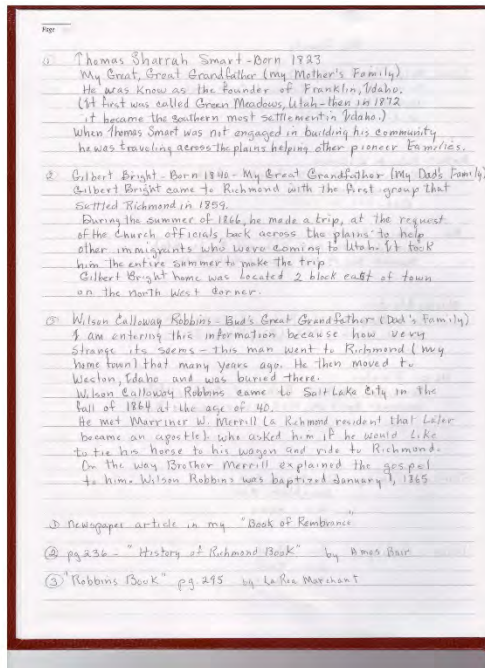 Page
① Thomas Sharrah Smart - Born 1823
My Great, Great Grandfather (my Mother's Family)
He was Know as the founder of Franklin, Idaho.
(It first was called Green Meadows, Utah - then in 1872
it became the southern most settlement in Idaho.)
When Thomas Smart was not engaged in building his community
he was traveling across the plains helping other pioneer families.
2. Gilbert Bright - Born 1840 - My Great Grandfather (My Dad's Family)
Gilbert Bright came to Richmond with the first group that
Settled Richmond in 1859.
During the summer of 1866, he made a trip, at the request
of the Church officials, back across the plains to help
other immigrants who were coming to Utah. It took
him the entire summer to make the trip.
Gilbert Bright home was located 2 block east of town
on the North West Corner.
③ Wilson Calloway Robbins - Bud's Great Grandfather (Dad's Family)
I am entering this information because how very
strange its seems - This man went to Richmond (my
home town) that many years ago. He then moved to
Weston, Idaho and was buried there.
Wilson Calloway Robbins came to Salt Lake City in the
fall of 1864 at the age of 40.
He met Marriner W. Merrill (a Richmond resident that later
became an apostle) who asked him if he would like
to tie his horse to his wagon and ride to Richmond.
On the way Brother Merrill explained the gospel
to him. Wilson Robbins was baptized January 1, 1865
① Newspaper article in my "Book of Rembrance"
② pg 236 - "History of Richmond Book" by Amos Bair
③ "Robbins Book" pg. 295 by La Ree Marchant